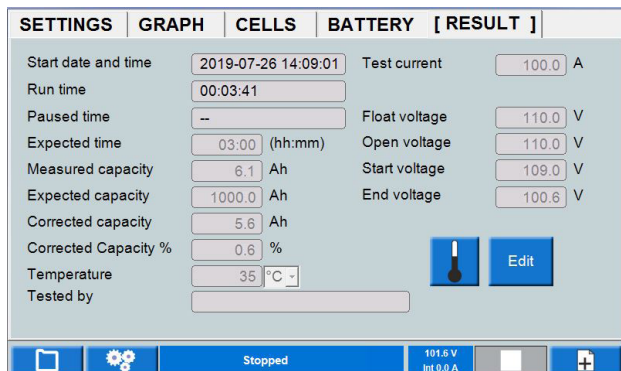 SETTINGS GRAPH CELLS BATTERY [ RESULT ]
Start date and time 2019-07-26 14:09:01 Test current 100.0 A
Run time 00:03:41
Paused time -- Float voltage 110.0 V
Expected time 03:00 (hh:mm) Open voltage 110.0 V
Measured capacity 6.1 Ah Start voltage 109.0 V
Expected capacity 1000.0 Ah End voltage 100.6 V
Corrected capacity 5.6 Ah
Corrected Capacity % 0.6 % Edit
Temperature 35 °C
Tested by
Stopped 101.6 V
Int 0.0 A